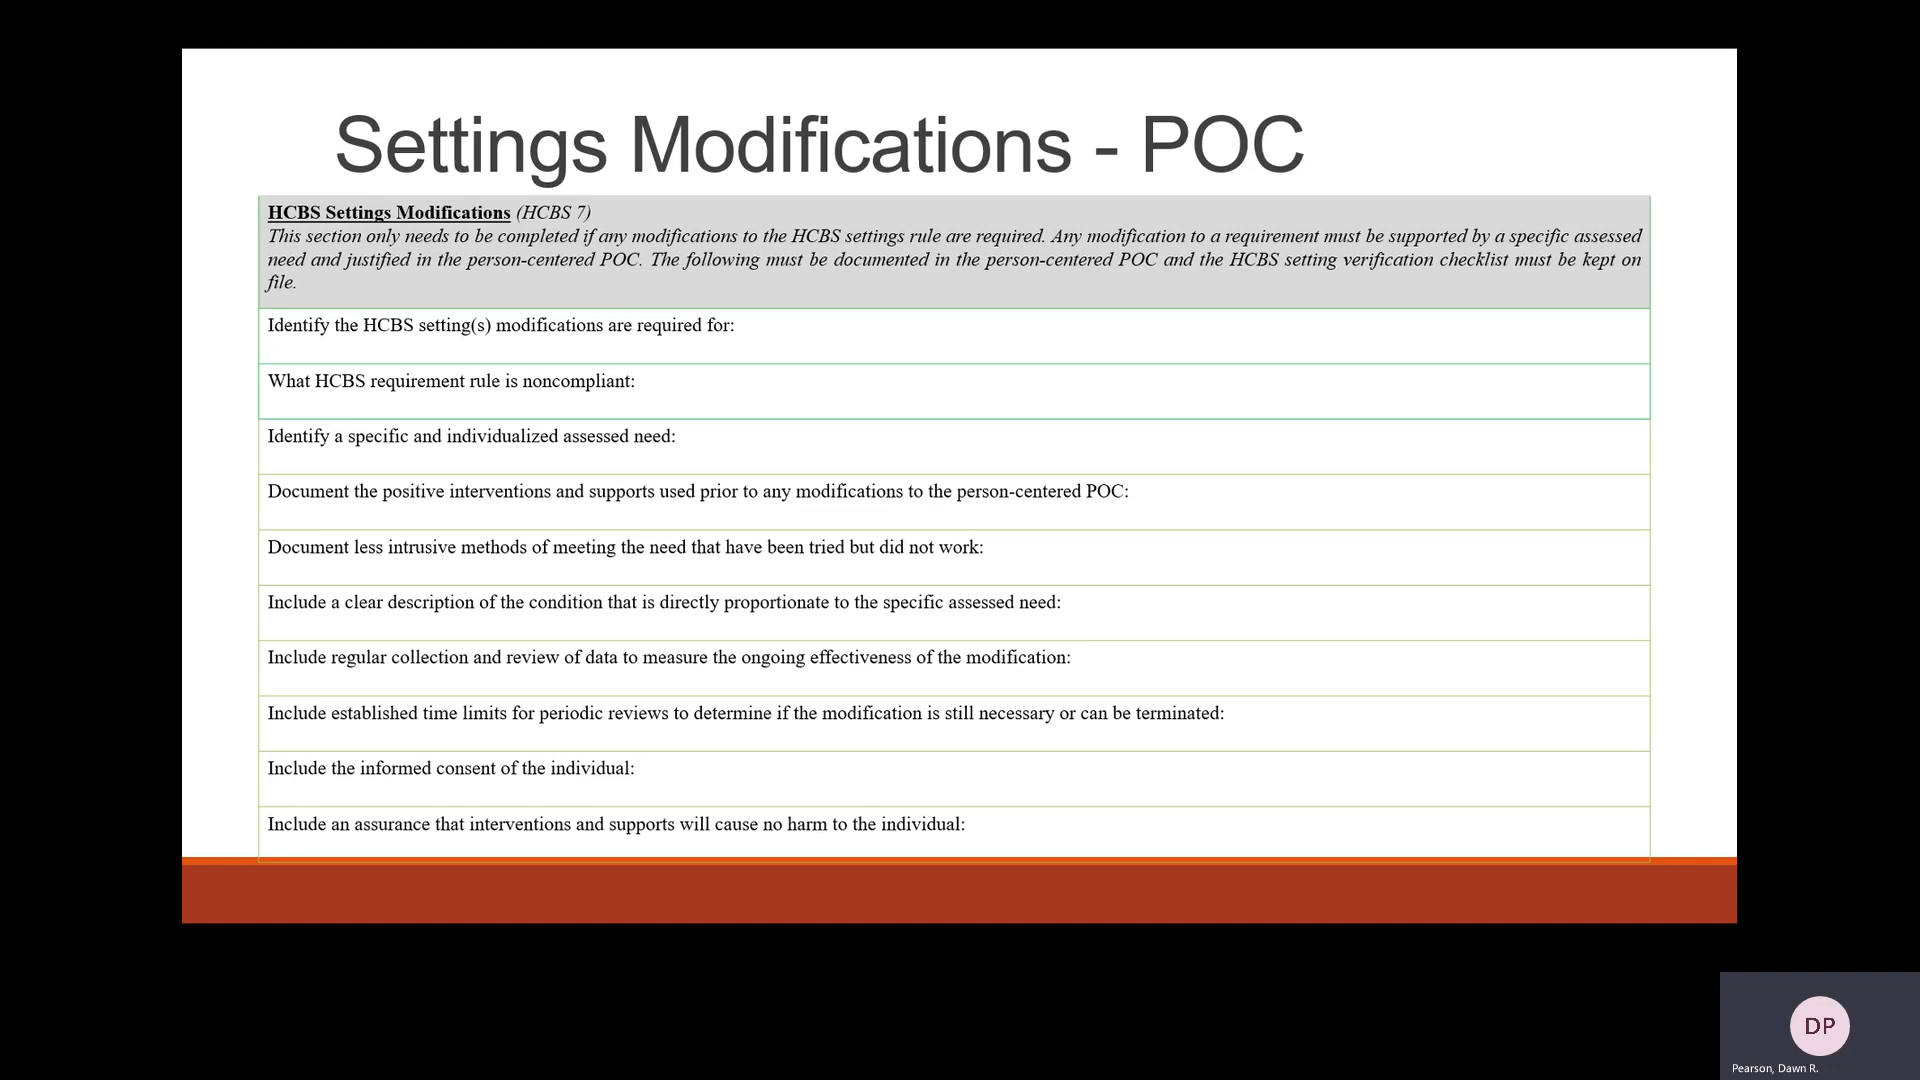 Settings Modifications - POC
HCBS Settings Modifications (HCBS 7)
This section only needs to be completed if any modifications to the HCBS settings rule are required. Any modification to a requirement must be supported by a specific assessed
need and justified in the person-centered POC. The following must be documented in the person-centered POC and the HCBS setting verification checklist must be kept on
file.
Identify the HCBS setting(s) modifications are required for:
What HCBS requirement rule is noncompliant:
Identify a specific and individualized assessed need:
Document the positive interventions and supports used prior to any modifications to the person-centered POC:
Document less intrusive methods of meeting the need that have been tried but did not work:
Include a clear description of the condition that is directly proportionate to the specific assessed need:
Include regular collection and review of data to measure the ongoing effectiveness of the modification:
Include established time limits for periodic reviews to determine if the modification is still necessary or can be terminated:
Include the informed consent of the individual:
Include an assurance that interventions and supports will cause no harm to the individual:
DP
Pearson, Dawn R.